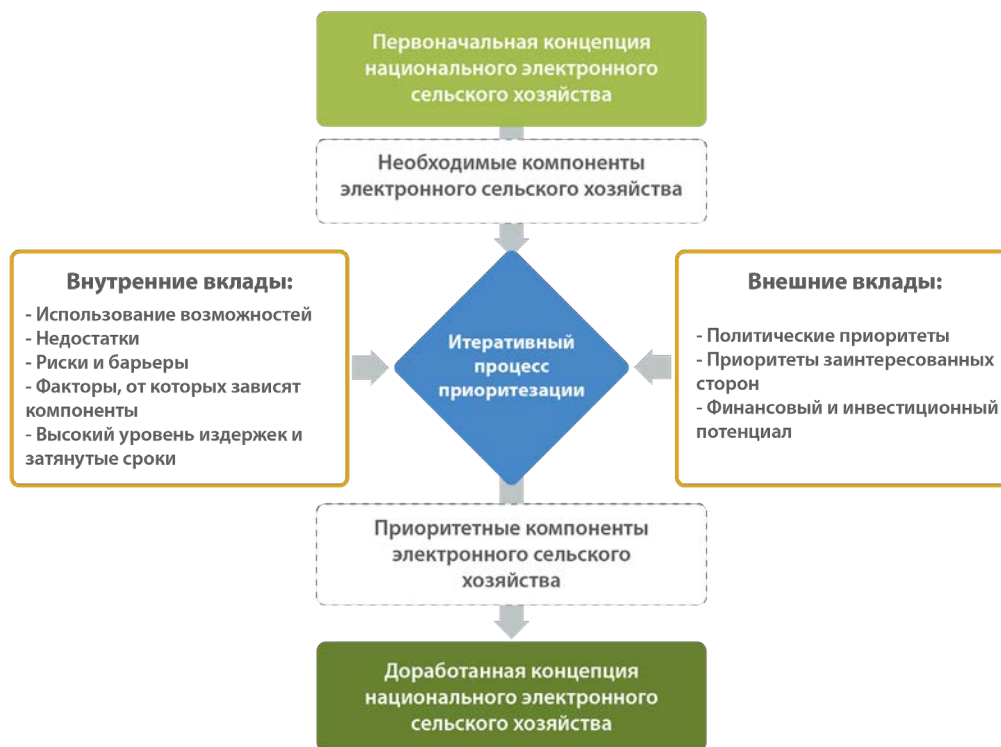 Первоначальная концепция
национального электронного
сельского хозяйства
Необходимые компоненты
электронного сельского хозяйства
Внутренние вклады:
- Использование возможностей
- Недостатки
- Риски и барьеры
- Факторы, от которых зависят
компоненты
- Высокий уровень издержек и
затянутые сроки
Итеративный
процесс
приоритезации
Внешние вклады:
- Политические приоритеты
- Приоритеты заинтересованных
сторон
- Финансовый и инвестиционный
потенциал
Приоритетные компоненты
электронного сельского
хозяйства
Доработанная концепция
национального электронного
сельского хозяйства